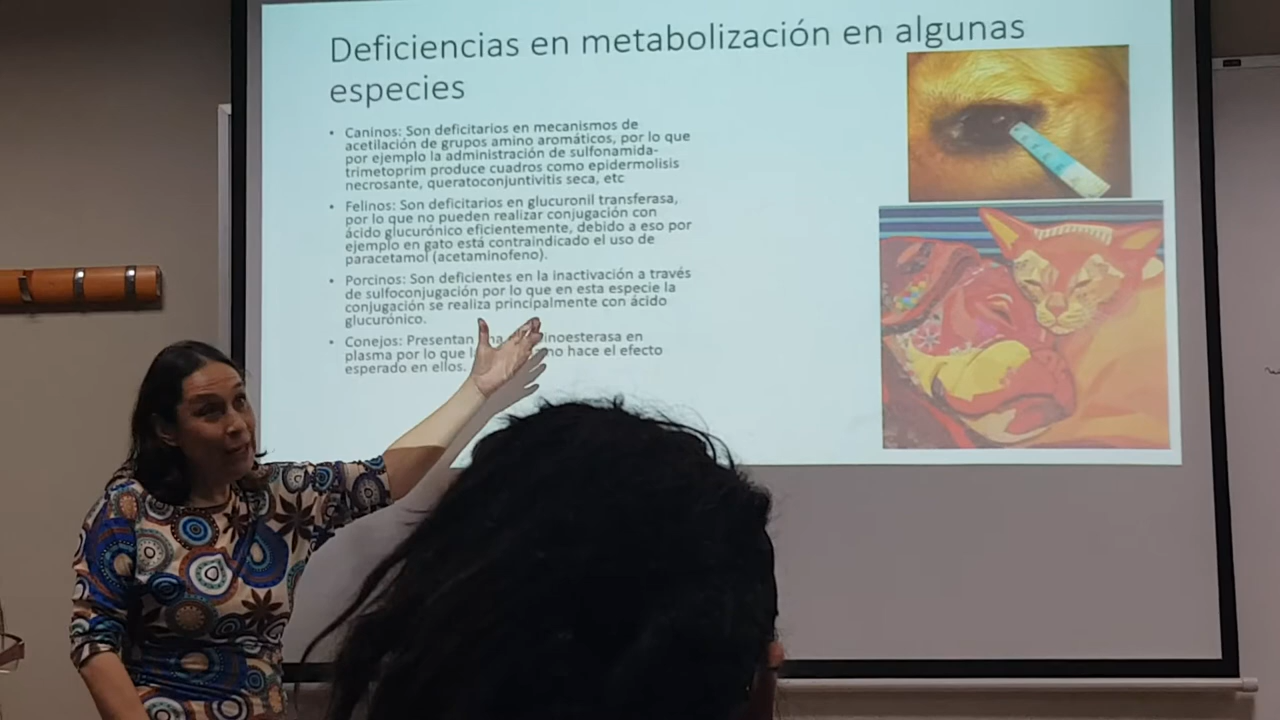 Deficiencias en metabolización en algunas
especies
• Caninos: Son deficitarios en mecanismos de
acetilación de grupos amino aromáticos, por lo que
por ejemplo la administración de sulfonamida-
trimetoprim produce cuadros como epidermolisis
necrosante, queratoconjuntivitis seca, etc
• Felinos: Son deficitarios en glucuronil transferasa,
por lo que no pueden realizar conjugación con
ácido glucurónico eficientemente, debido a eso por
ejemplo en gato está contraindicado el uso de
paracetamol (acetaminofeno).
• Porcinos: Son deficientes en la inactivación a través
de sulfoconjugación por lo que en esta especie la
conjugación se realiza principalmente con ácido
glucurónico.
• Conejos: Presentan en
plasma por lo que no hace el efecto
esperado en ellos.